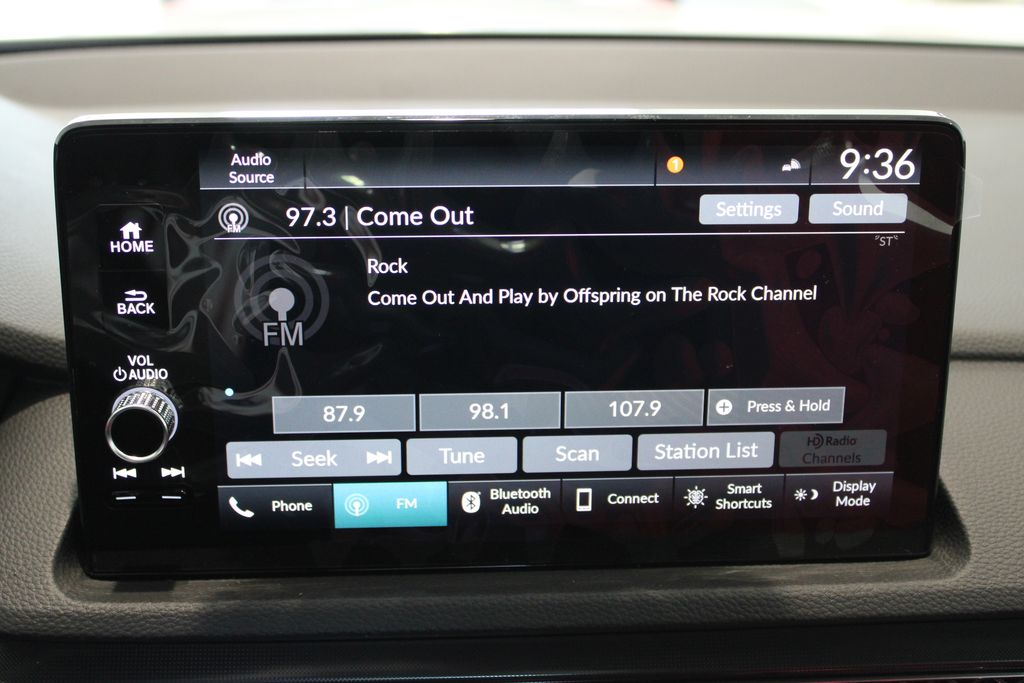 Audio
Source
1
9:36
FM
97.3 | Come Out
Settings
Sound
ST
HOME
Rock
Come Out And Play by Offspring on The Rock Channel
BACK
FM
VOL
AUDIO
87.9
98.1
107.9
Press & Hold
Seek
Tune
Scan
Station List
HD Radio
Channels
Phone
FM
Bluetooth
Audio
Connect
Smart
Shortcuts
Display
Mode